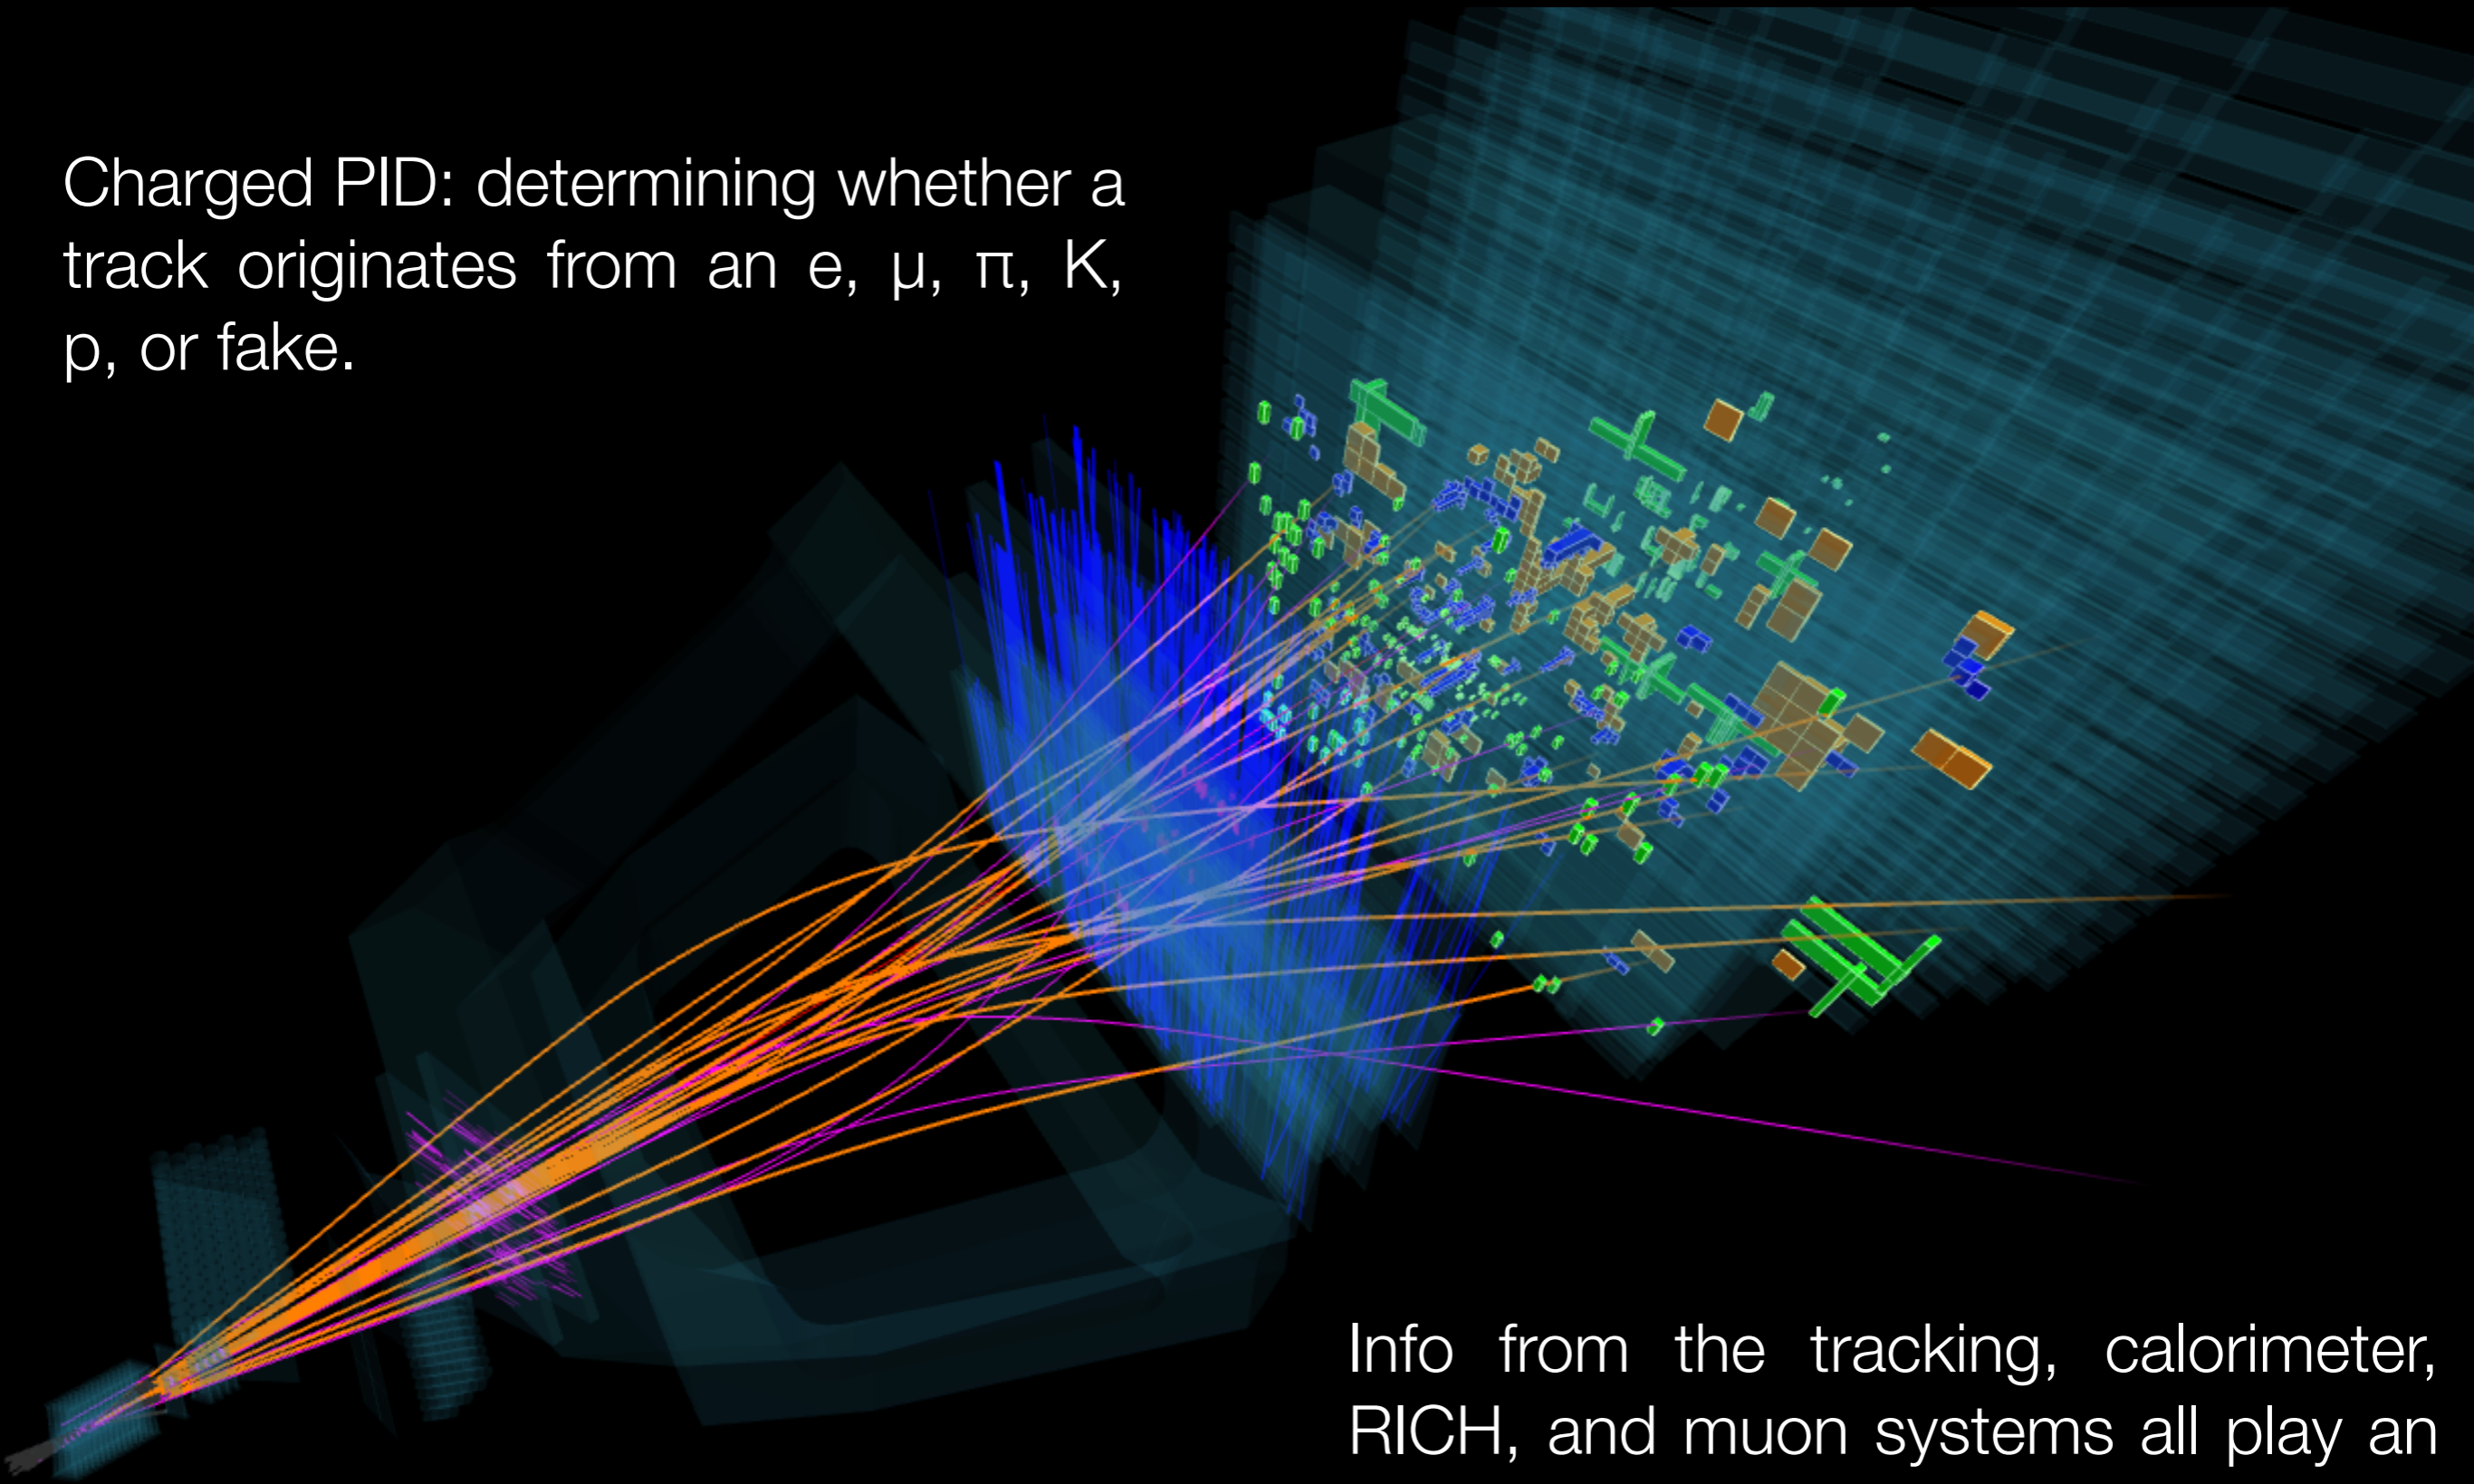 Charged PID: determining whether a
track originates from an e, μ, π, K,
p, or fake.
Info from the tracking, calorimeter,
RICH, and muon systems all play an